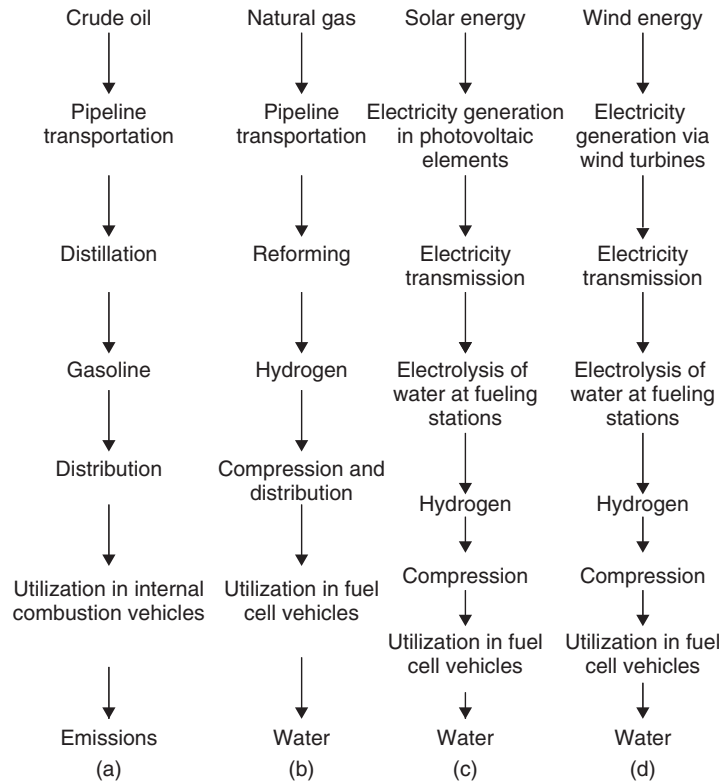 Crude oil
Pipeline
transportation
Distillation
Gasoline
Distribution
Utilization in internal
combustion vehicles
Emissions
(a)
Natural gas
Pipeline
transportation
Reforming
Hydrogen
Compression and
distribution
Utilization in fuel
cell vehicles
Water
(b)
Solar energy
Electricity generation
in photovoltaic
elements
Electricity
transmission
Electrolysis of
water at fueling
stations
Hydrogen
Compression
Utilization in fuel
cell vehicles
Water
(c)
Wind energy
Electricity
generation via
wind turbines
Electricity
transmission
Electrolysis of
water at fueling
stations
Hydrogen
Compression
Utilization in fuel
cell vehicles
Water
(d)